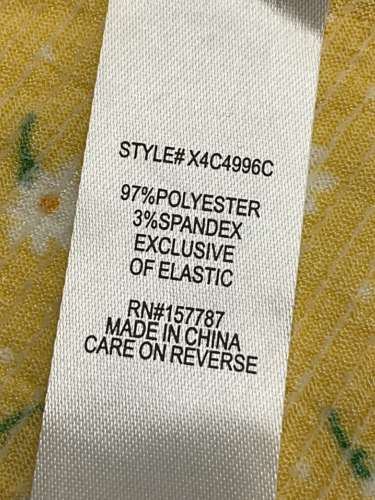 STYLE# X4C4996C
97%POLYESTER
3%SPANDEX
EXCLUSIVE
OF ELASTIC
RN#157787
MADE IN CHINA
CARE ON REVERSE